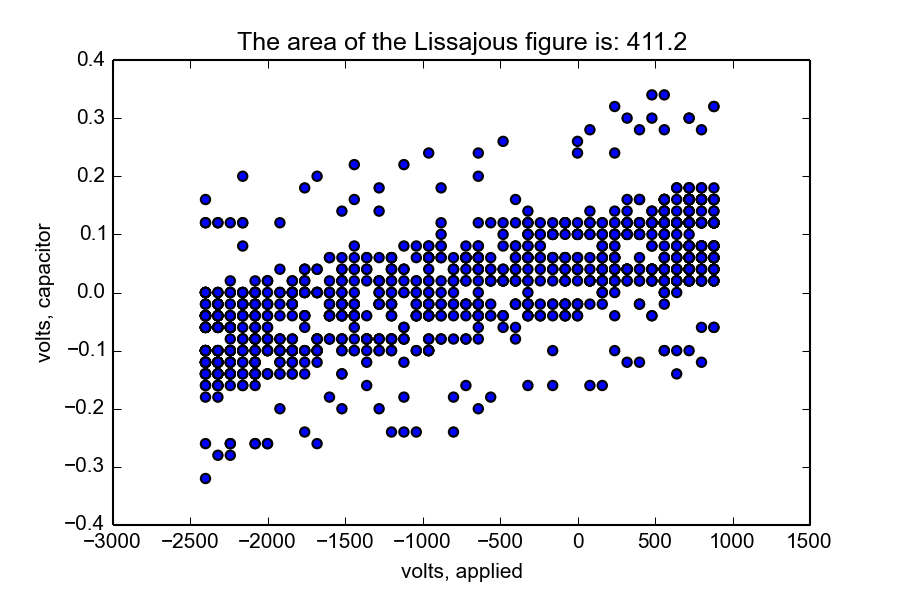 The area of the Lissajous figure is: 411.2
0.4
0.3
0.2
0.1
0.0
−0.1
−0.2
−0.3
−0.4
volts, capacitor
−3000 −2500 −2000 −1500 −1000 −500 0 500 1000 1500
volts, applied